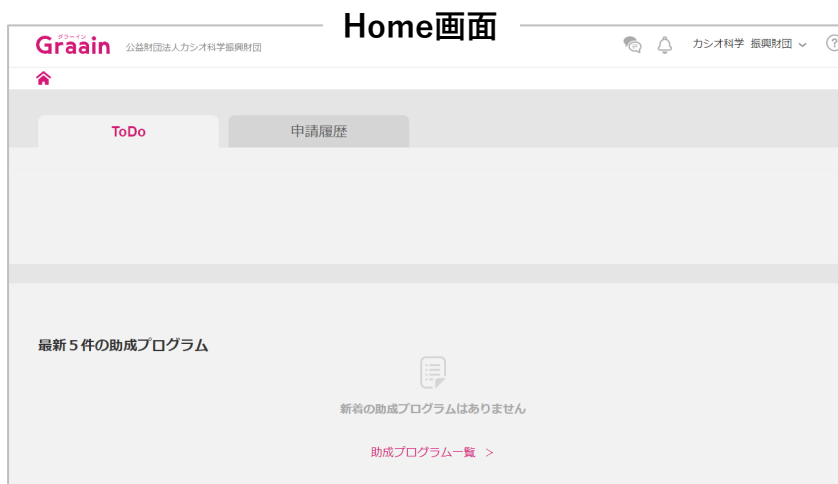 Home画面
グラーイン
Graain 公益財団法人カシオ科学振興財団 カシオ科学 振興財団
?
ToDo 申請履歴
最新5件の助成プログラム
新着の助成プログラムはありません
助成プログラム一覧 >